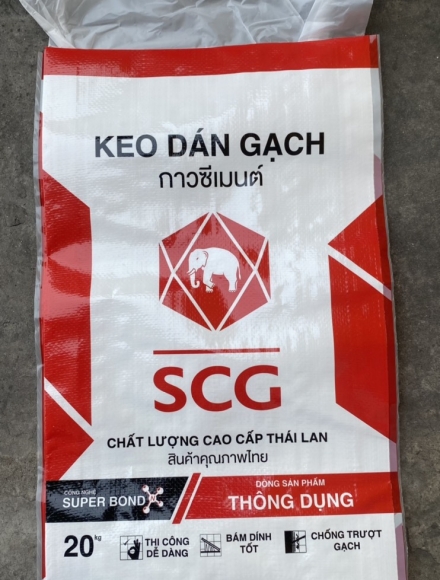 KEO DÁN GẠCH
กาวซีเมนต์
SCG
CHẤT LƯỢNG CAO CẤP THÁI LAN
สินค้าคุณภาพไทย
CÔNG NGHỆ
SUPER BOND
DÒNG SẢN PHẨM
THÔNG DỤNG
20kg
THI CÔNG
DỄ DÀNG
BÁM DÍNH
TỐT
CHỐNG TRƯỢT
GẠCH